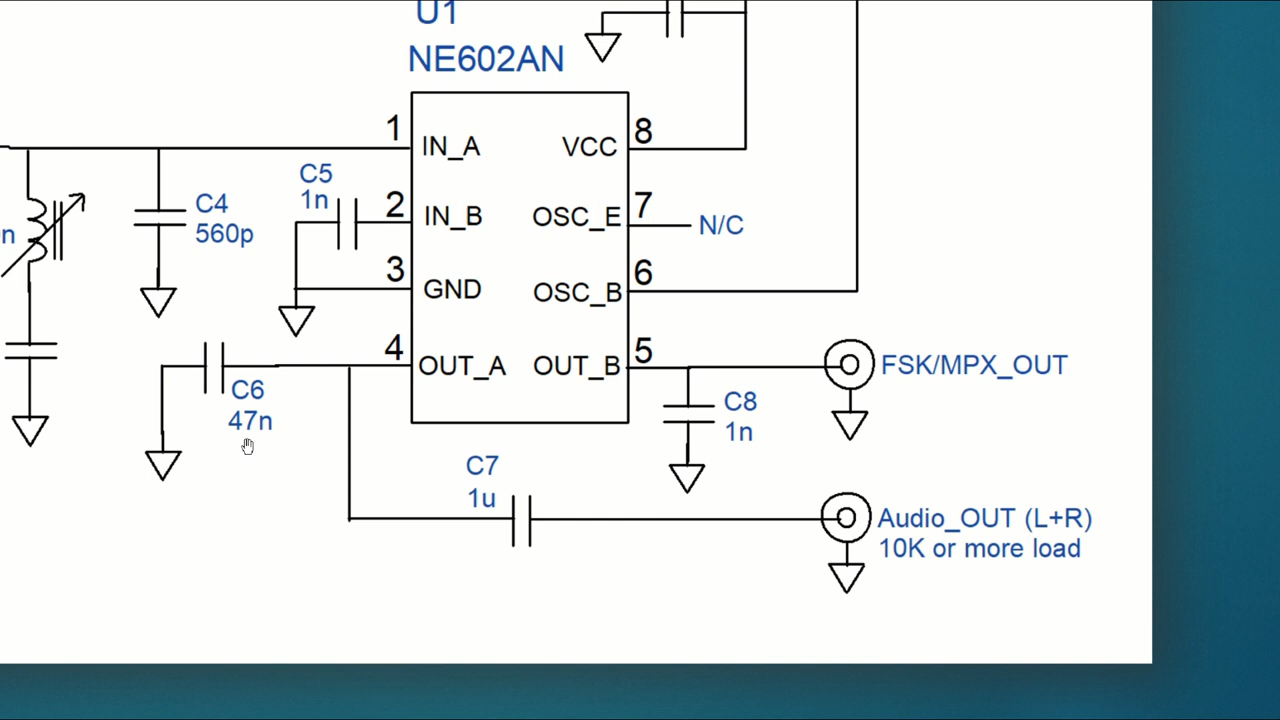 U1
NE602AN
1
IN_A
VCC
8
C5
1n
2
IN_B
OSC_E
7
N/C
C4
560p
n
3
GND
OSC_B
6
4
OUT_A
OUT_B
5
FSK/MPX_OUT
C6
47n
C8
1n
C7
1u
Audio_OUT (L+R)
10K or more load